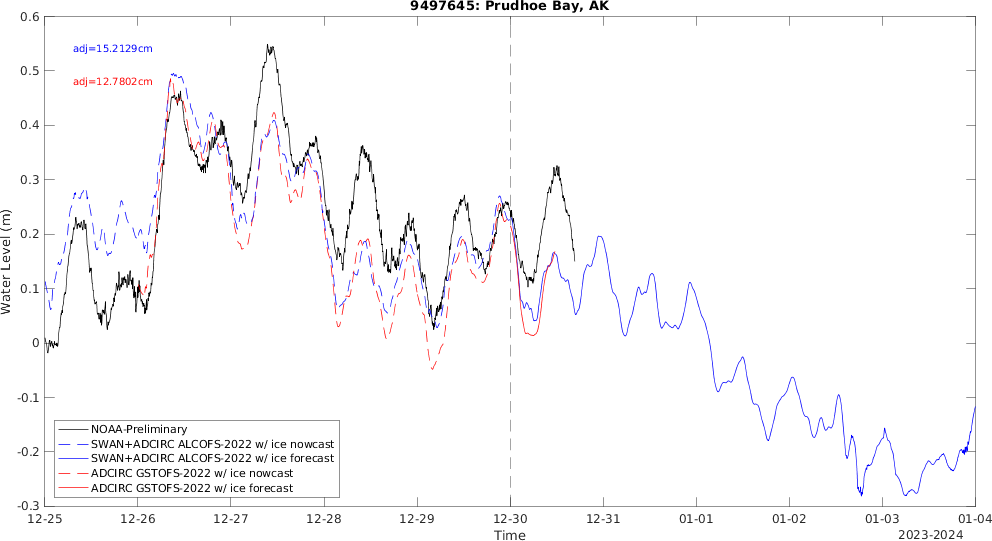 9497645: Prudhoe Bay, AK
adj=15.2129cm
adj=12.7802cm
Water Level (m)
0.6
0.5
0.4
0.3
0.2
0.1
0
-0.1
-0.2
-0.3
NOAA-Preliminary
SWAN+ADCIRC ALCOFS-2022 w/ ice nowcast
SWAN+ADCIRC ALCOFS-2022 w/ ice forecast
ADCIRC GSTOFS-2022 w/ ice nowcast
ADCIRC GSTOFS-2022 w/ ice forecast
12-25 12-26 12-27 12-28 12-29 12-30 12-31 01-01 01-02 01-03 01-04
Time
2023-2024